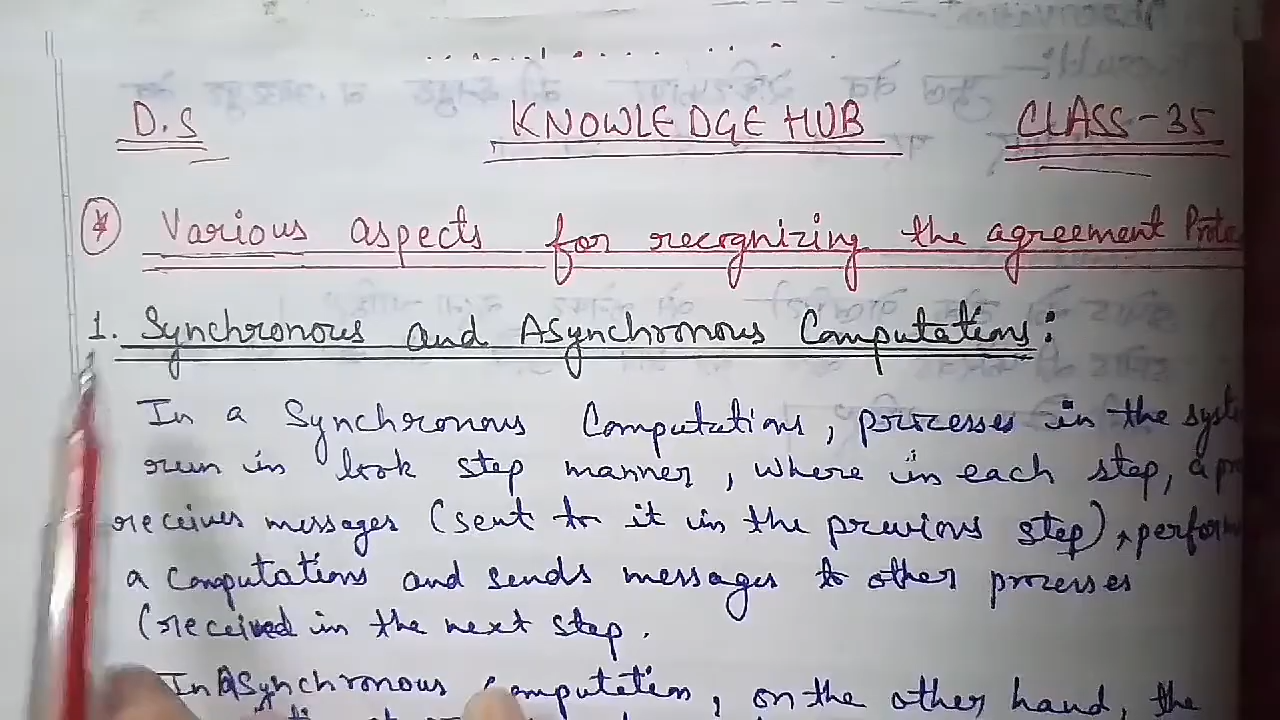 D.S KNOWLEDGE HUB CLASS-35
* Various aspects for recognizing the agreement
1. Synchronous and Asynchronous Computations:
In a Synchronous Computations, processes in the
run in look step manner, where in each step, a
receives messages (sent to it in the previous step),
a computations and sends messages to other processes
(received in the next step.
In Asynchronous Computation, on the other hand, the